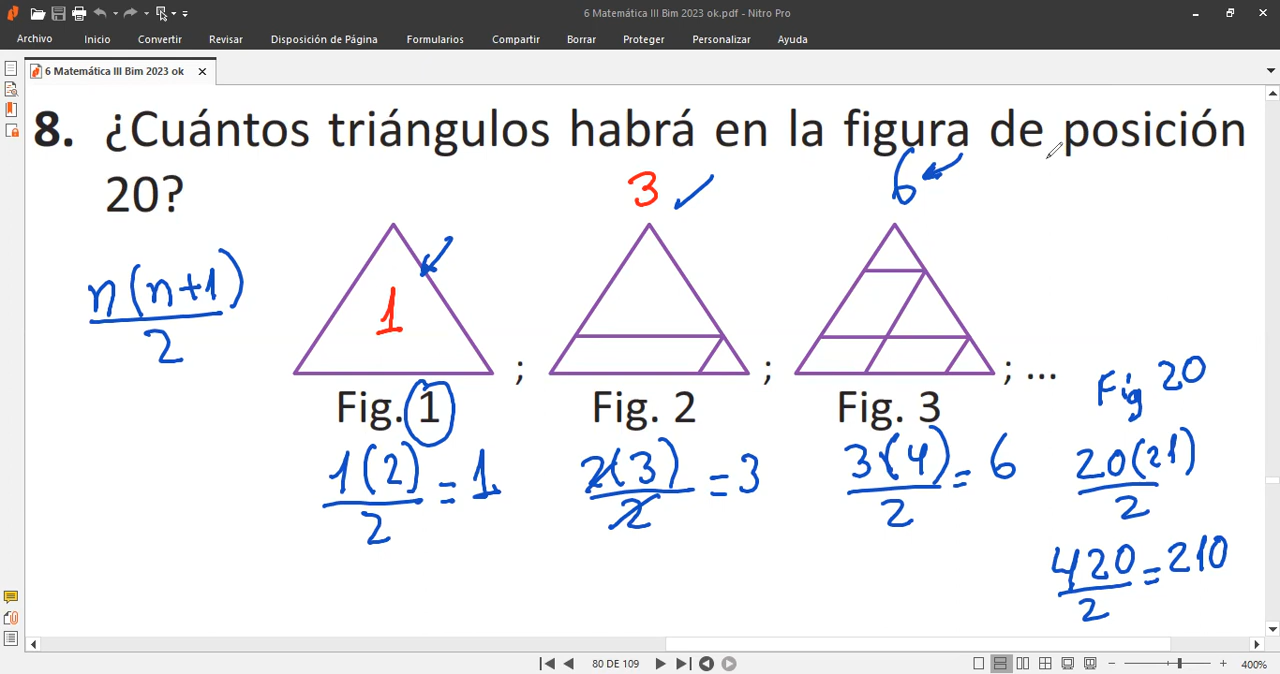 6 Matemática III Bim 2023 ok.pdf - Nitro Pro
Archivo Inicio Convertir Revisar Disposición de Página Formularios Compartir Borrar Proteger Personalizar Ayuda
6 Matemática III Bim 2023 ok
8. ¿Cuántos triángulos habrá en la figura de posición
20?
3 6
n(n+1)
2
1
; ; ; ...
Fig. 1 Fig. 2 Fig. 3
Fig 20
1(2)/2 = 1 2(3)/2 = 3 3(4)/2 = 6 20(21)/2
420/2 = 210
80 DE 109 400%